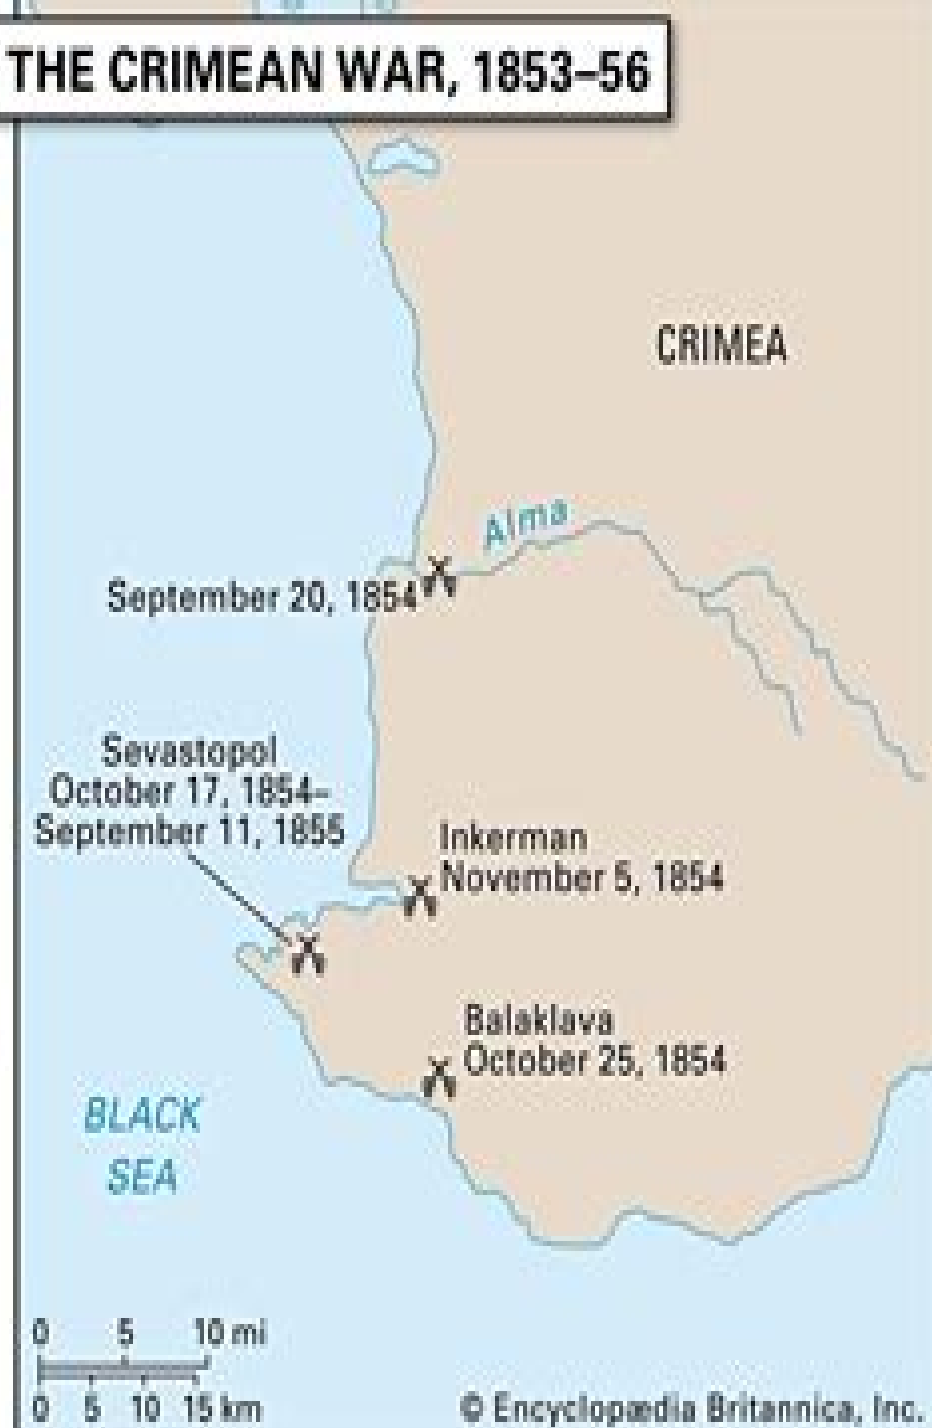 THE CRIMEAN WAR, 1853–56
CRIMEA
Alma
September 20, 1854
Sevastopol
October 17, 1854–
September 11, 1855
Inkerman
November 5, 1854
Balaklava
October 25, 1854
BLACK
SEA
0 5 10 mi
0 5 10 15 km
© Encyclopædia Britannica, Inc.